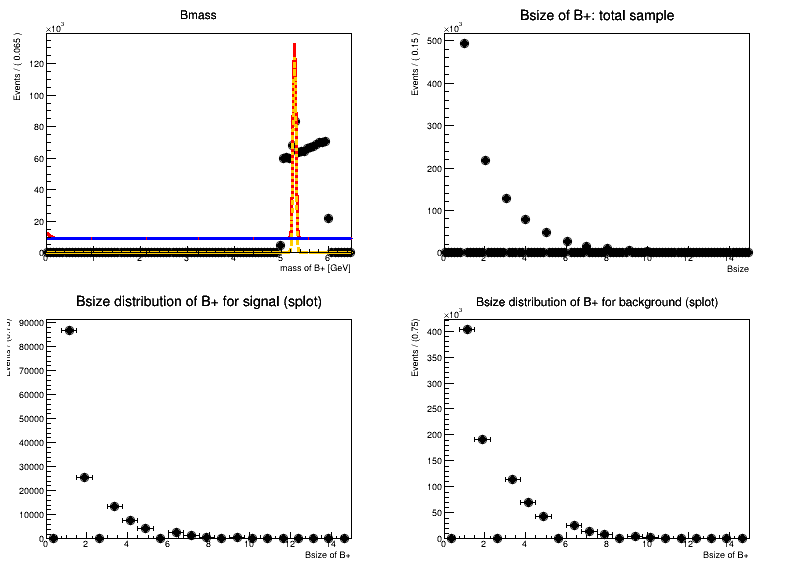 Bmass
×10³
Events / ( 0.065 )
120
100
80
60
40
20
0
0 1 2 3 4 5 6
mass of B+ [GeV]
Bsize of B+: total sample
×10³
Events / ( 0.15 )
500
400
300
200
100
0
0 2 4 6 8 10 12 14
Bsize
Bsize distribution of B+ for signal (splot)
Events / (0.75)
90000
80000
70000
60000
50000
40000
30000
20000
10000
0
0 2 4 6 8 10 12 14
Bsize of B+
Bsize distribution of B+ for background (splot)
×10³
Events / (0.75)
400
350
300
250
200
150
100
50
0
0 2 4 6 8 10 12 14
Bsize of B+